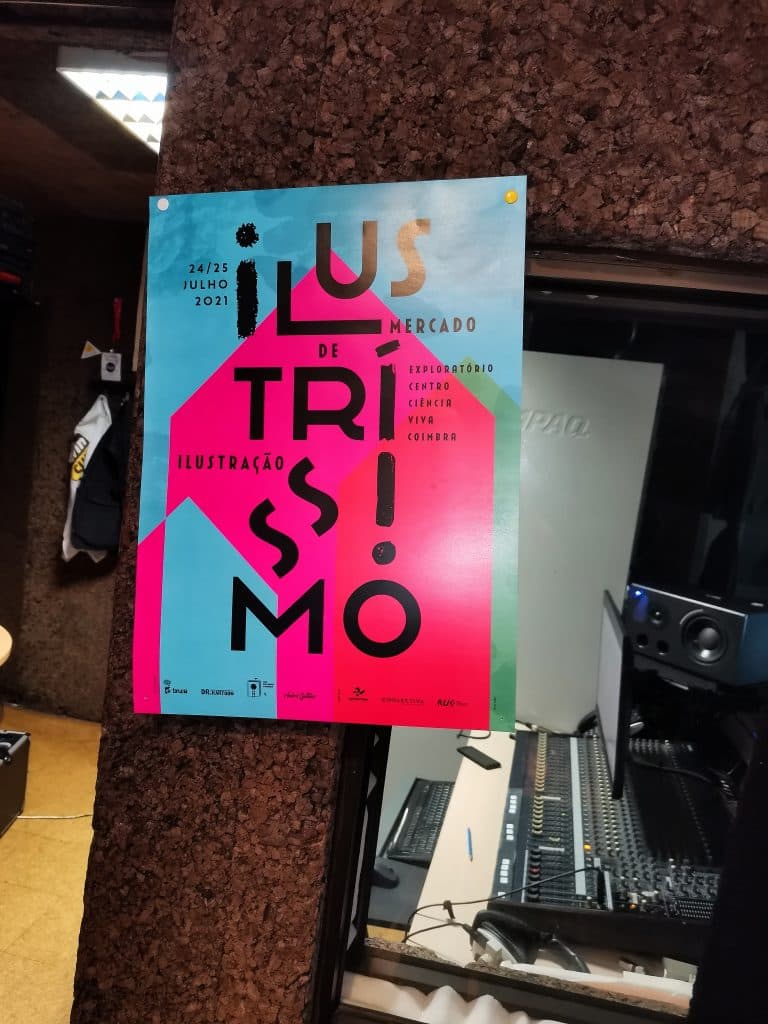 24/25
JULHO
2021
iLUS
MERCADO
DE
TRÍ
EXPLORATÓRIO
CENTRO
CIÊNCIA
VIVA
COIMBRA
ILUSTRAÇÃO
SS
MO